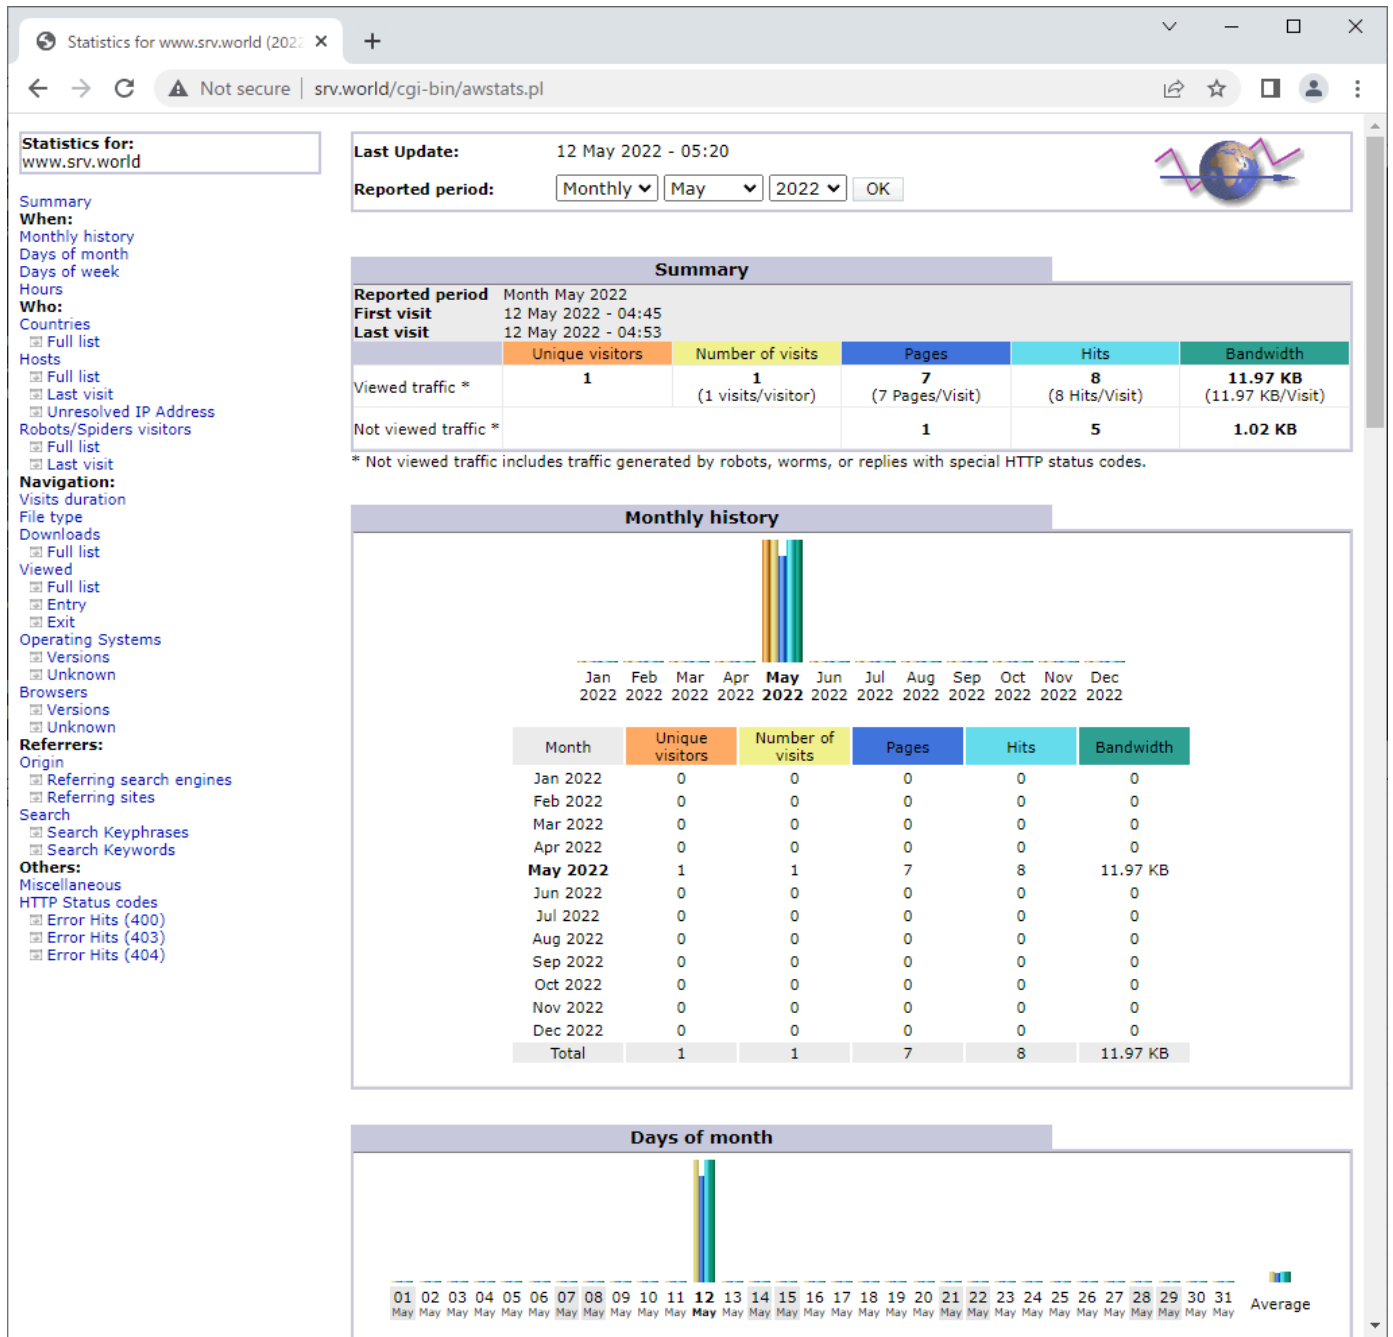 Statistics for www.srv.world (2022
Not secure | srv.world/cgi-bin/awstats.pl
Statistics for:
www.srv.world
Summary
When:
Monthly history
Days of month
Days of week
Hours
Who:
Countries
Full list
Hosts
Full list
Last visit
Unresolved IP Address
Robots/Spiders visitors
Full list
Last visit
Navigation:
Visits duration
File type
Downloads
Full list
Viewed
Full list
Entry
Exit
Operating Systems
Versions
Unknown
Browsers
Versions
Unknown
Referrers:
Origin
Referring search engines
Referring sites
Search
Search Keyphrases
Search Keywords
Others:
Miscellaneous
HTTP Status codes
Error Hits (400)
Error Hits (403)
Error Hits (404)
Last Update: 12 May 2022 - 05:20
Reported period: Monthly May 2022 OK
Summary
Reported period Month May 2022
First visit 12 May 2022 - 04:45
Last visit 12 May 2022 - 04:53
Unique visitors Number of visits Pages Hits Bandwidth
Viewed traffic * 1 1 7 8 11.97 KB
(1 visits/visitor) (7 Pages/Visit) (8 Hits/Visit) (11.97 KB/Visit)
Not viewed traffic * 1 5 1.02 KB
* Not viewed traffic includes traffic generated by robots, worms, or replies with special HTTP status codes.
Monthly history
Jan Feb Mar Apr May Jun Jul Aug Sep Oct Nov Dec
2022 2022 2022 2022 2022 2022 2022 2022 2022 2022 2022 2022
Month Unique visitors Number of visits Pages Hits Bandwidth
Jan 2022 0 0 0 0 0
Feb 2022 0 0 0 0 0
Mar 2022 0 0 0 0 0
Apr 2022 0 0 0 0 0
May 2022 1 1 7 8 11.97 KB
Jun 2022 0 0 0 0 0
Jul 2022 0 0 0 0 0
Aug 2022 0 0 0 0 0
Sep 2022 0 0 0 0 0
Oct 2022 0 0 0 0 0
Nov 2022 0 0 0 0 0
Dec 2022 0 0 0 0 0
Total 1 1 7 8 11.97 KB
Days of month
01 02 03 04 05 06 07 08 09 10 11 12 13 14 15 16 17 18 19 20 21 22 23 24 25 26 27 28 29 30 31 Average
May May May May May May May May May May May May May May May May May May May May May May May May May May May May May May May